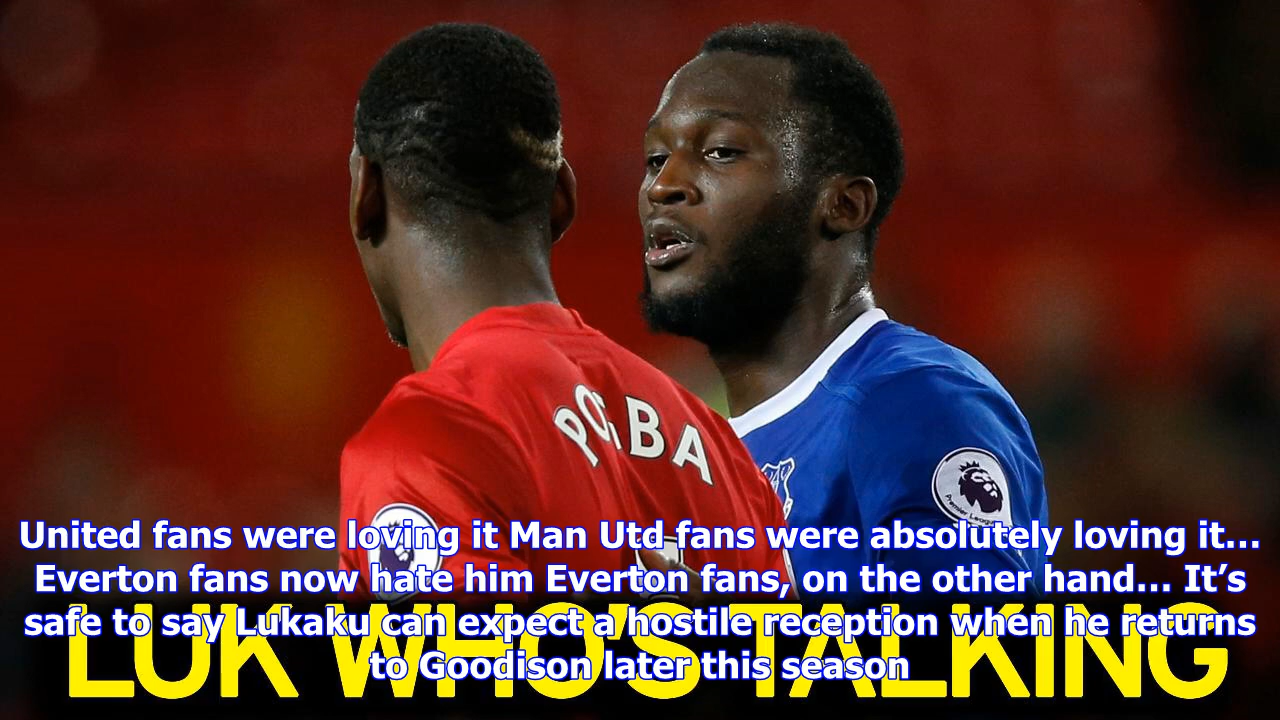 POGBA
Premier League
United fans were loving it Man Utd fans were absolutely loving it...
Everton fans now hate him Everton fans, on the other hand... It’s
safe to say Lukaku can expect a hostile reception when he returns
to Goodison later this season
LUK WHO'S TALKING